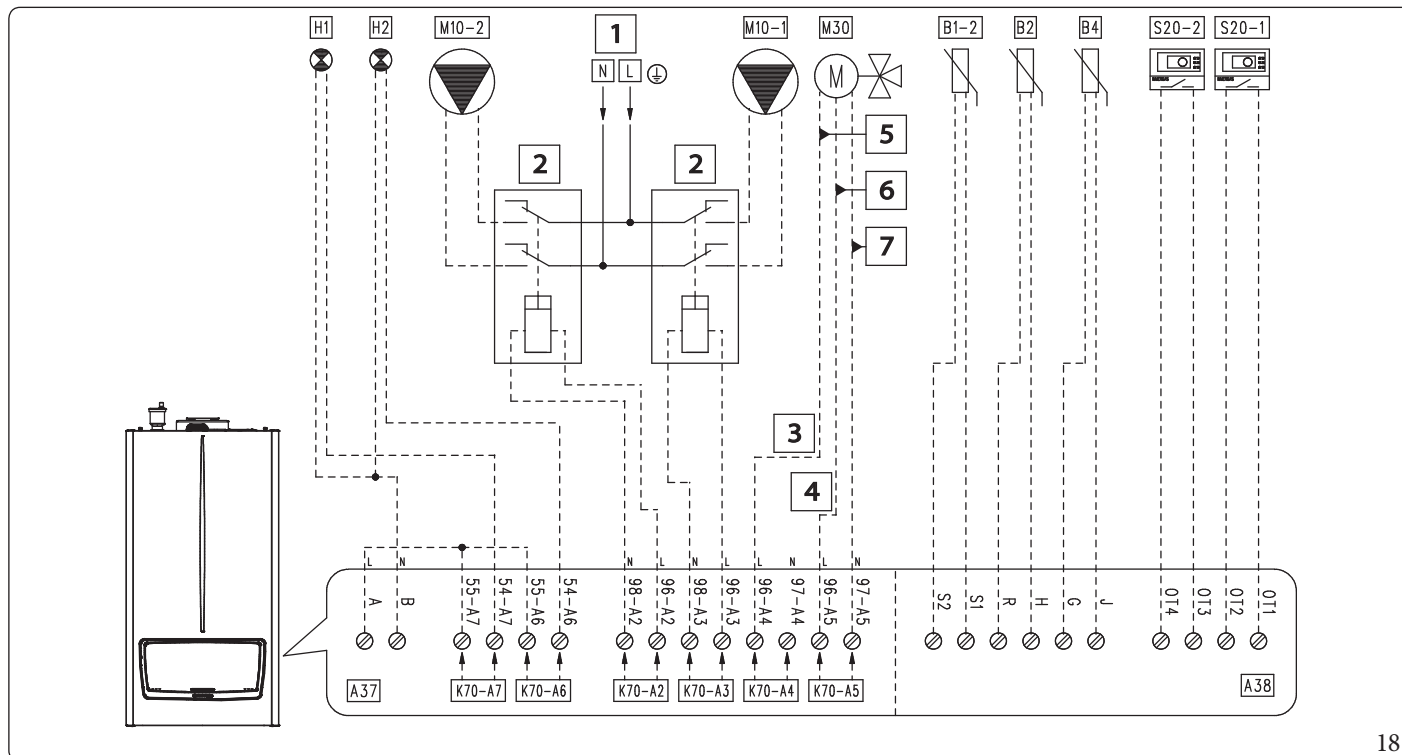 H1 H2 M10-2 1 M10-1 M30 B1-2 B2 B4 S20-2 S20-1
N L
M
5
2 2
6
7
3
4
L N N L N L L N L N
A B 55-A7 54-A7 55-A6 54-A6 98-A2 96-A2 98-A3 96-A3 96-A4 97-A4 96-A5 97-A5 S2 S1 R H G J OT4 OT3 OT2 OT1
A37 K70-A7 K70-A6 K70-A2 K70-A3 K70-A4 K70-A5 A38
18